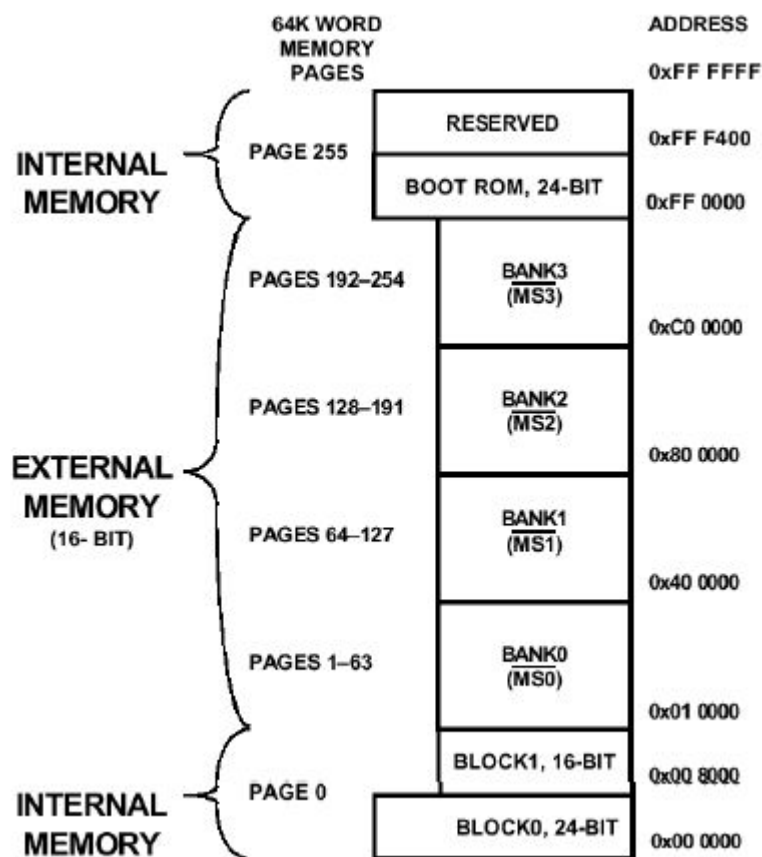 64K WORD
MEMORY
PAGES
ADDRESS
0xFF FFFF
RESERVED
0xFF F400
PAGE 255
INTERNAL
MEMORY
BOOT ROM, 24-BIT
0xFF 0000
PAGES 192–254
BANK3
(MS3)
0xC0 0000
PAGES 128–191
BANK2
(MS2)
0x80 0000
EXTERNAL
MEMORY
(16- BIT)
PAGES 64–127
BANK1
(MS1)
0x40 0000
PAGES 1–63
BANK0
(MS0)
0x01 0000
BLOCK1, 16-BIT
0x00 8000
PAGE 0
INTERNAL
MEMORY
BLOCK0, 24-BIT
0x00 0000